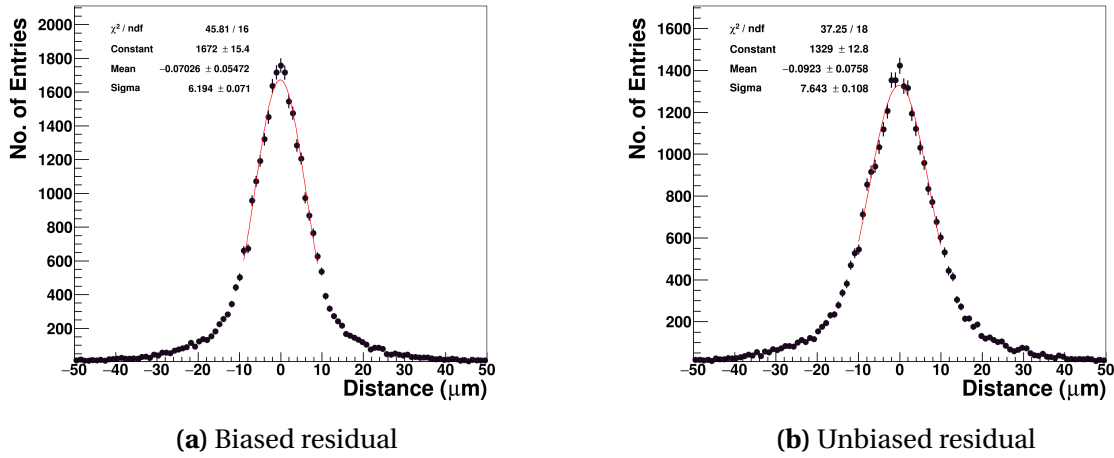 No. of Entries
2000
1800
1600
1400
1200
1000
800
600
400
200
χ² / ndf 45.81 / 16
Constant 1672 ± 15.4
Mean −0.07026 ± 0.05472
Sigma 6.194 ± 0.071
−50 −40 −30 −20 −10 0 10 20 30 40 50
Distance (μm)
(a) Biased residual
No. of Entries
1600
1400
1200
1000
800
600
400
200
χ² / ndf 37.25 / 18
Constant 1329 ± 12.8
Mean −0.0923 ± 0.0758
Sigma 7.643 ± 0.108
−50 −40 −30 −20 −10 0 10 20 30 40 50
Distance (μm)
(b) Unbiased residual